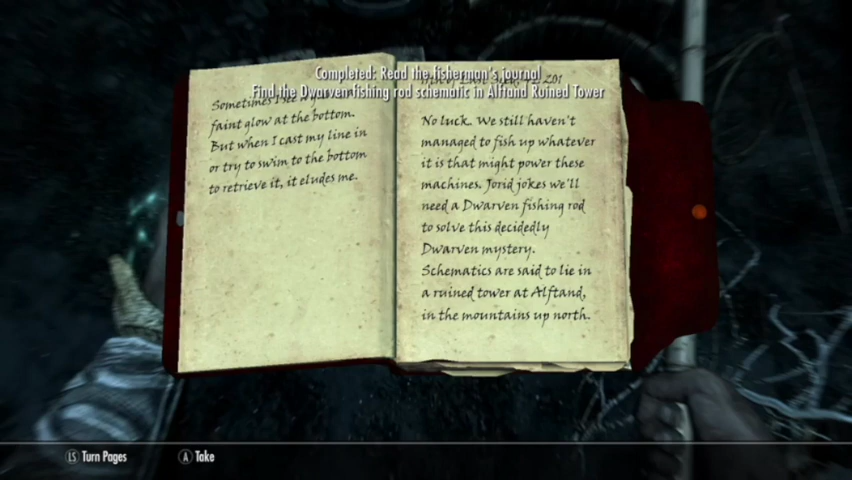 Completed: Read the fisherman's journal
Find the Dwarven fishing rod schematic in Alftand Ruined Tower
Sometimes I see
faint glow at the bottom.
But when I cast my line in
or try to swim to the bottom
to retrieve it, it eludes me.
201
No luck. We still haven't
managed to fish up whatever
it is that might power these
machines. Jorid jokes we'll
need a Dwarven fishing rod
to solve this decidedly
Dwarven mystery.
Schematics are said to lie in
a ruined tower at Alftand,
in the mountains up north.
LS Turn Pages
A Take